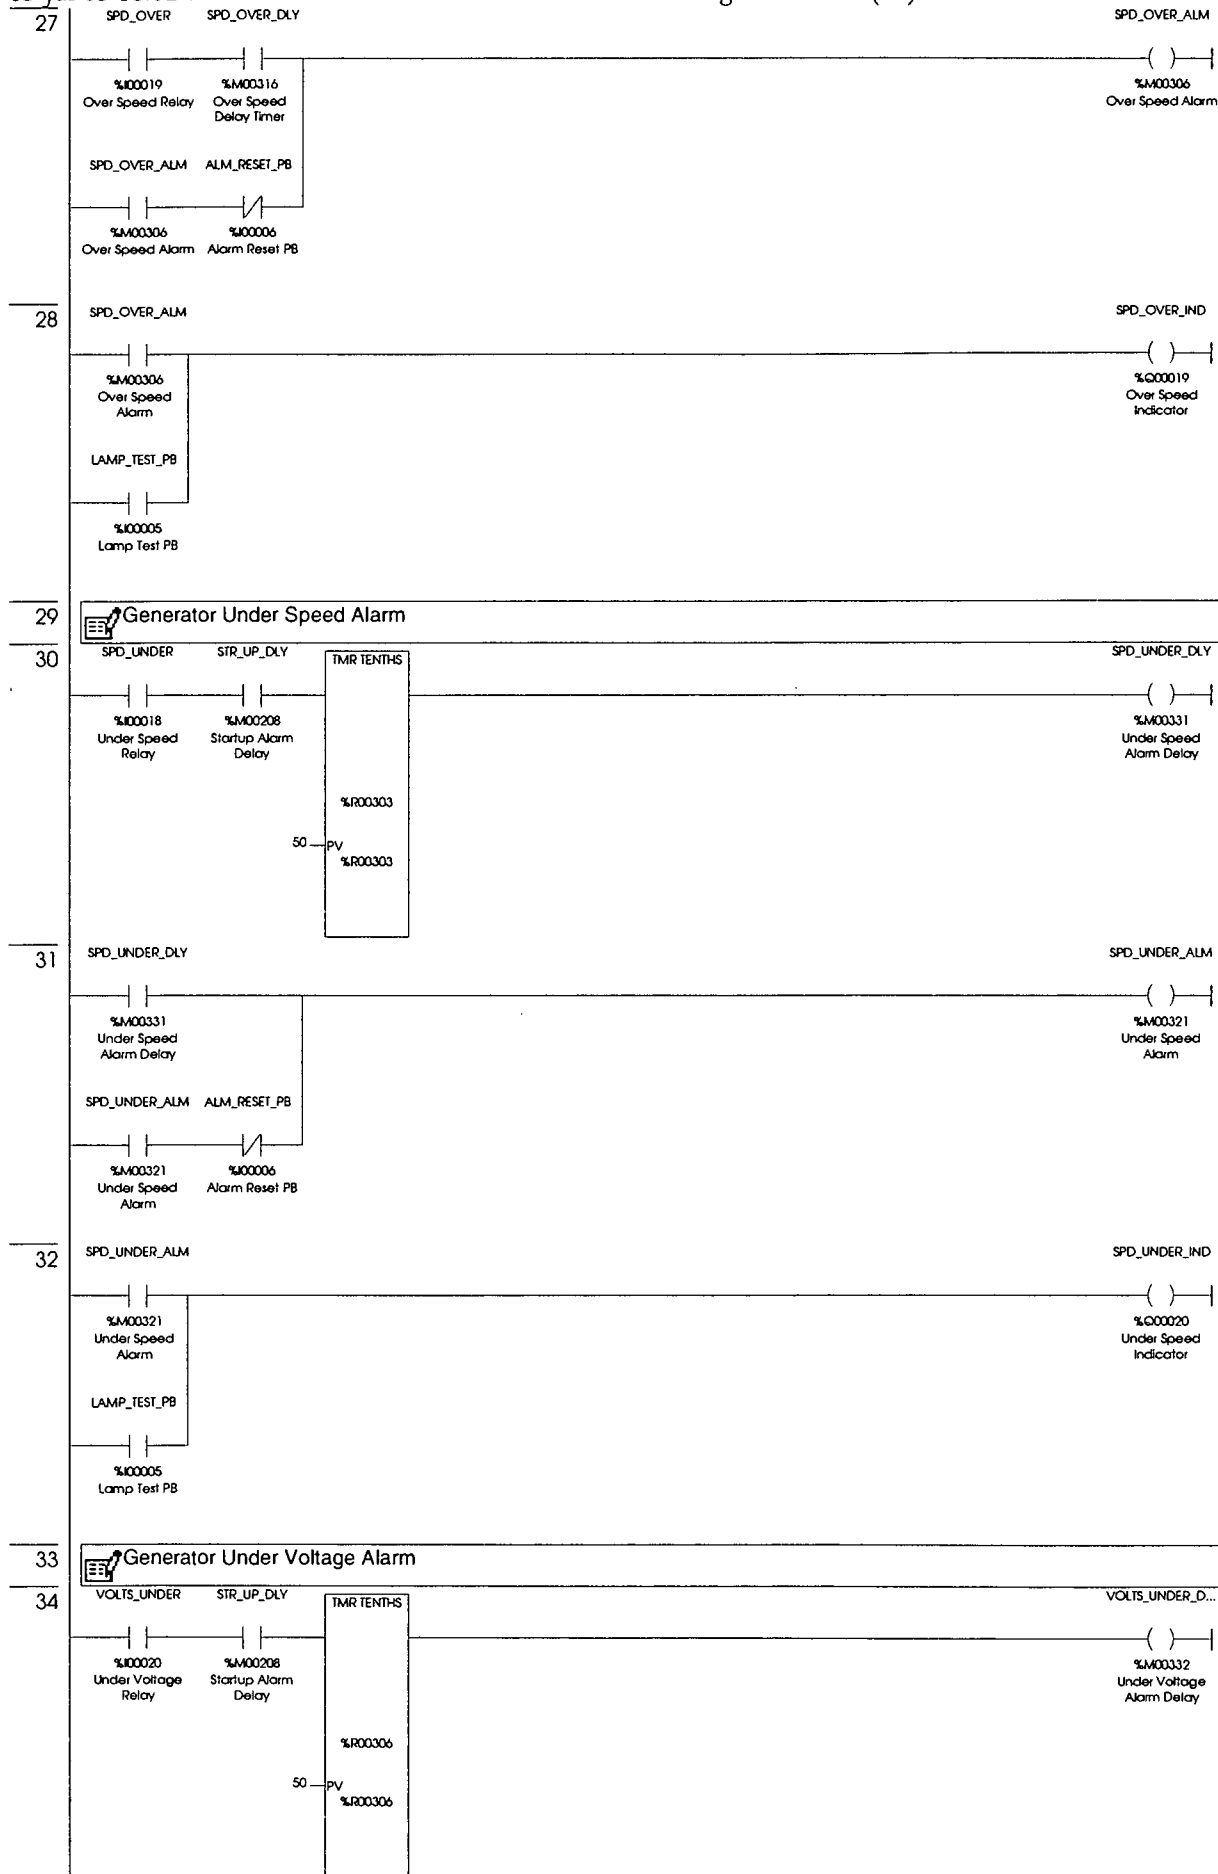 27
SPD_OVER SPD_OVER_DLY SPD_OVER_ALM
%I00019 %M00316 %M00306
Over Speed Relay Over Speed Over Speed Alarm
Delay Timer
SPD_OVER_ALM ALM_RESET_PB
%M00306 %I00006
Over Speed Alarm Alarm Reset PB
28
SPD_OVER_ALM SPD_OVER_IND
%M00306 %Q00019
Over Speed Over Speed
Alarm Indicator
LAMP_TEST_PB
%I00005
Lamp Test PB
29 Generator Under Speed Alarm
30
SPD_UNDER STR_UP_DLY TMR TENTHS SPD_UNDER_DLY
%I00018 %M00208 %M00331
Under Speed Startup Alarm Under Speed
Relay Delay Alarm Delay
%R00303
50 PV
%R00303
31
SPD_UNDER_DLY SPD_UNDER_ALM
%M00331 %M00321
Under Speed Under Speed
Alarm Delay Alarm
SPD_UNDER_ALM ALM_RESET_PB
%M00321 %I00006
Under Speed Alarm Reset PB
Alarm
32
SPD_UNDER_ALM SPD_UNDER_IND
%M00321 %Q00020
Under Speed Under Speed
Alarm Indicator
LAMP_TEST_PB
%I00005
Lamp Test PB
33 Generator Under Voltage Alarm
34
VOLTS_UNDER STR_UP_DLY TMR TENTHS VOLTS_UNDER_D...
%I00020 %M00208 %M00332
Under Voltage Startup Alarm Under Voltage
Relay Delay Alarm Delay
%R00306
50 PV
%R00306